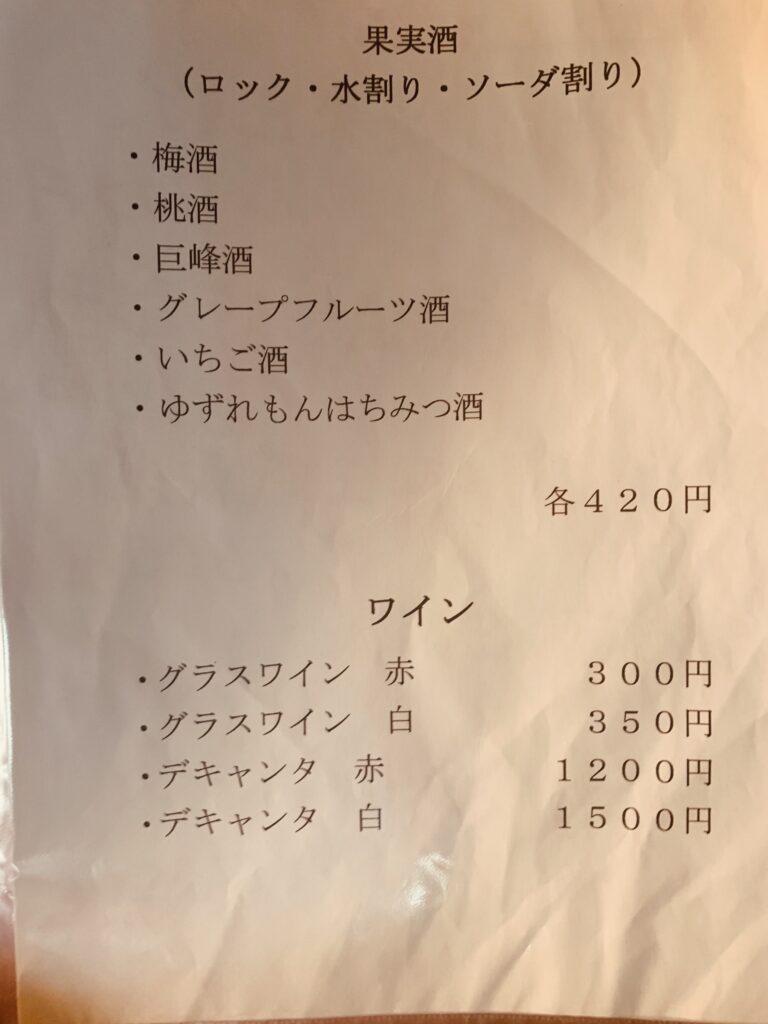 果実酒
（ロック・水割り・ソーダ割り）
・梅酒
・桃酒
・巨峰酒
・グレープフルーツ酒
・いちご酒
・ゆずれもんはちみつ酒
各４２０円
ワイン
・グラスワイン　赤　３００円
・グラスワイン　白　３５０円
・デキャンタ　赤　１２００円
・デキャンタ　白　１５００円